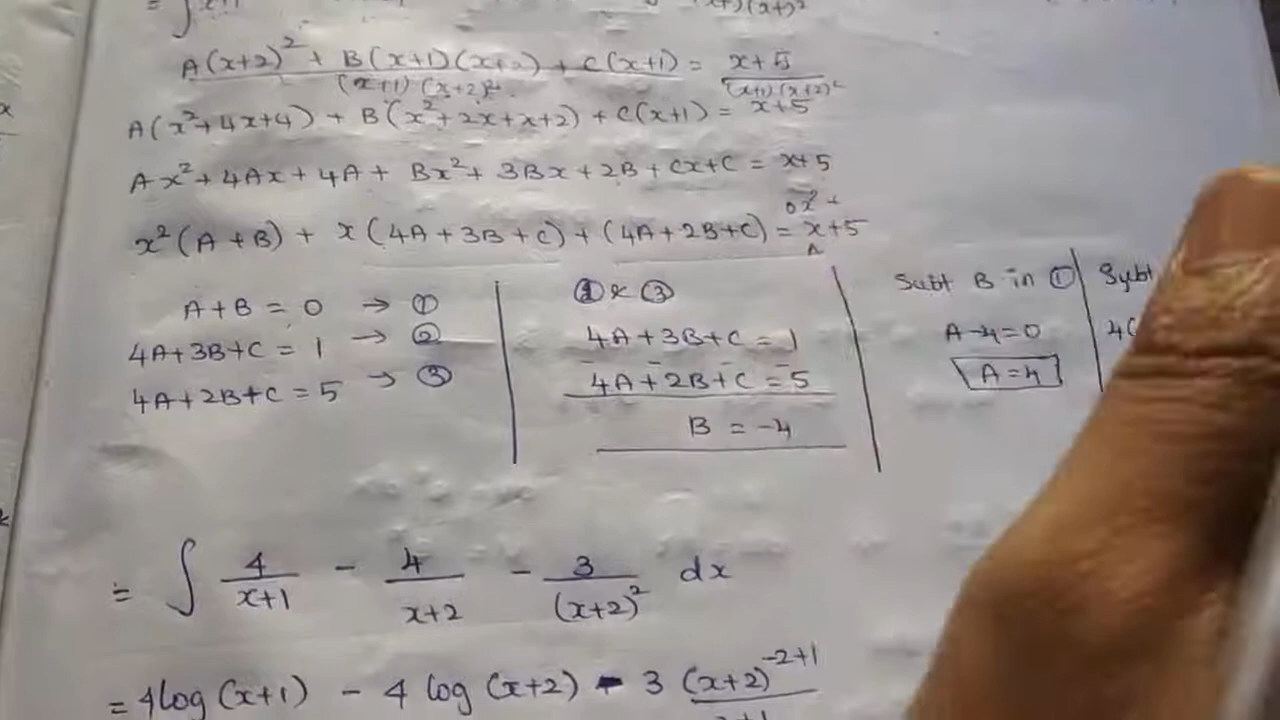 A(x+2)² + B(x+1)(x+2) + C(x+1) = x+5
(x+1)(x+2)² (x+1)(x+2)²
A(x²+4x+4) + B(x²+2x+x+2) + C(x+1) = x+5
Ax²+4Ax+4A+ Bx²+3Bx+2B+Cx+C = x+5
0x²+
x²(A+B) + x(4A+3B+C)+(4A+2B+C) = x+5
A+B = 0 → ①
4A+3B+C = 1 → ②
4A+2B+C = 5 → ③
② & ③
4A+3B+C = 1
- - - -
4A+2B+C = 5
B = -4
Subt B in ①
A-4=0
A=4
Subt
4(
= ∫ 4/x+1 - 4/x+2 - 3/(x+2)² dx
= 4log(x+1) - 4 log(x+2) - 3 (x+2)⁻²⁺¹